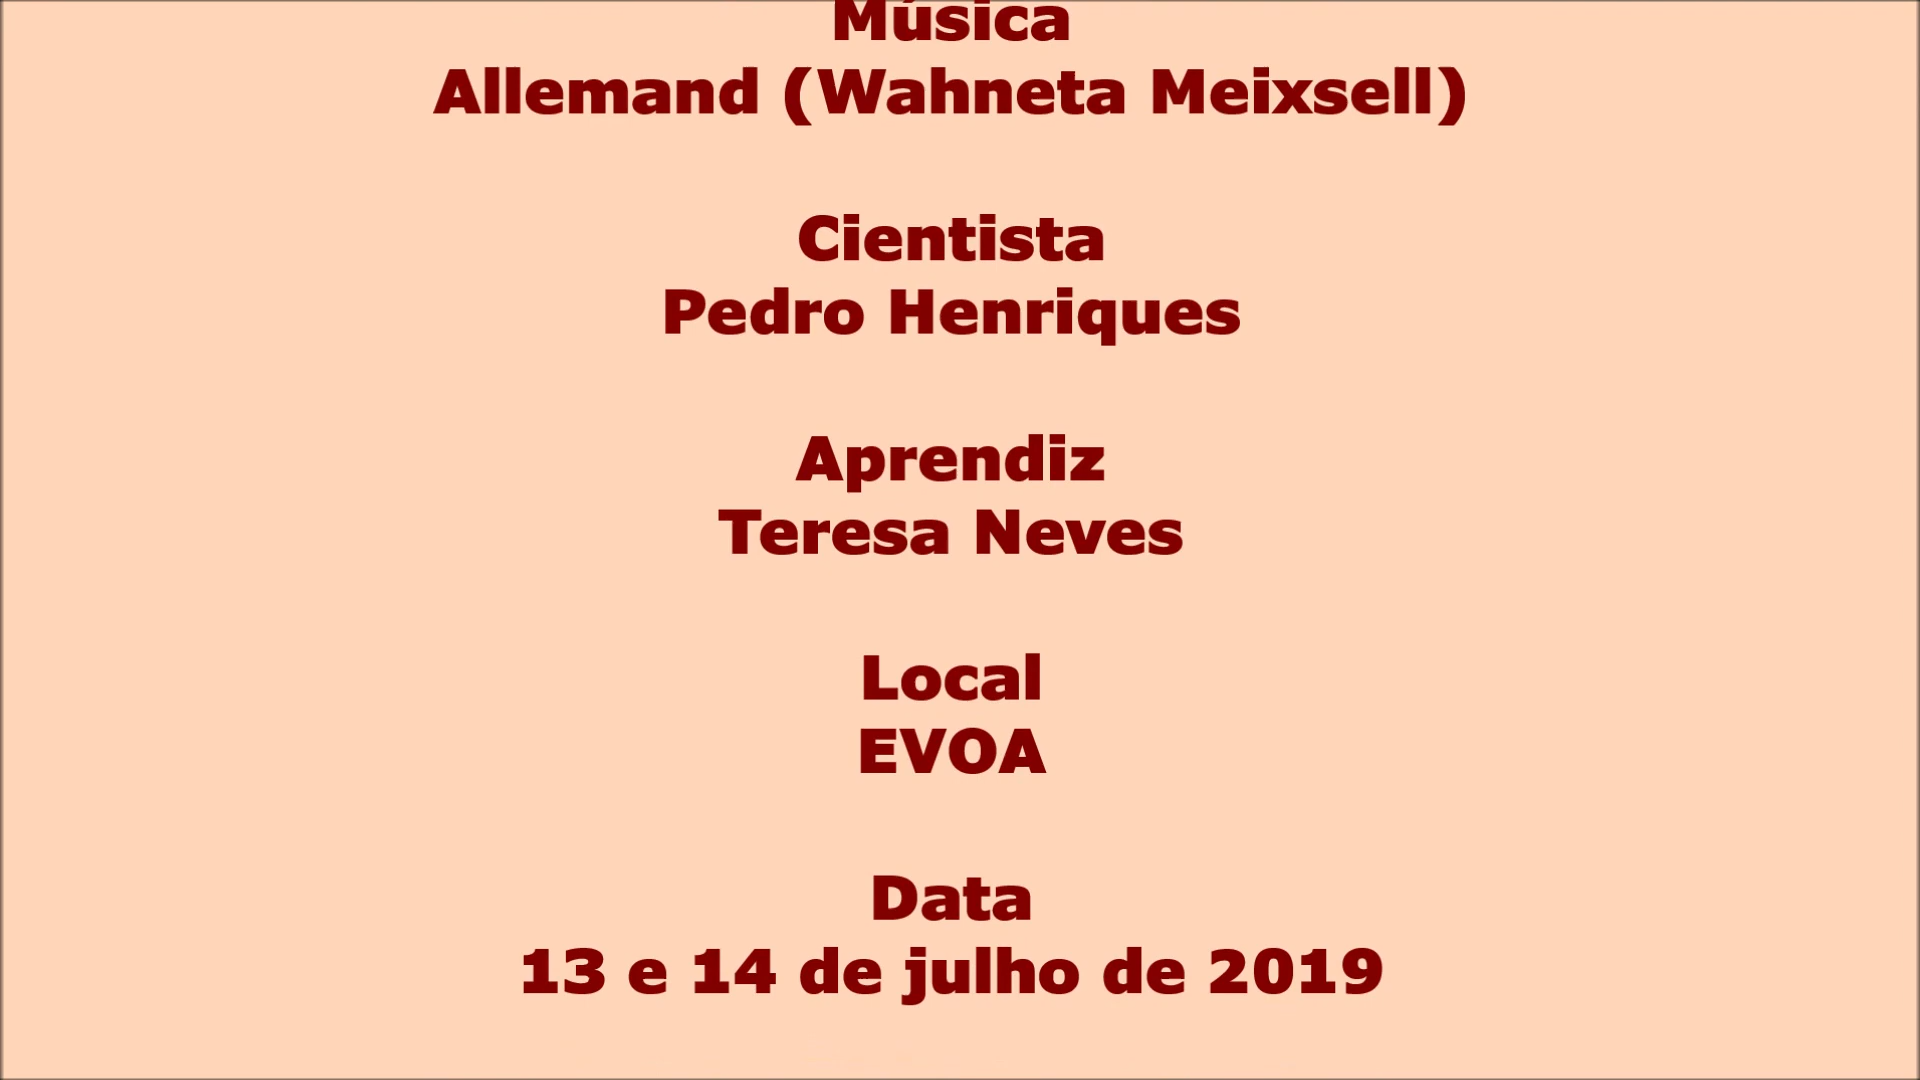 Música
Allemand (Wahneta Meixsell)
Cientista
Pedro Henriques
Aprendiz
Teresa Neves
Local
EVOA
Data
13 e 14 de julho de 2019